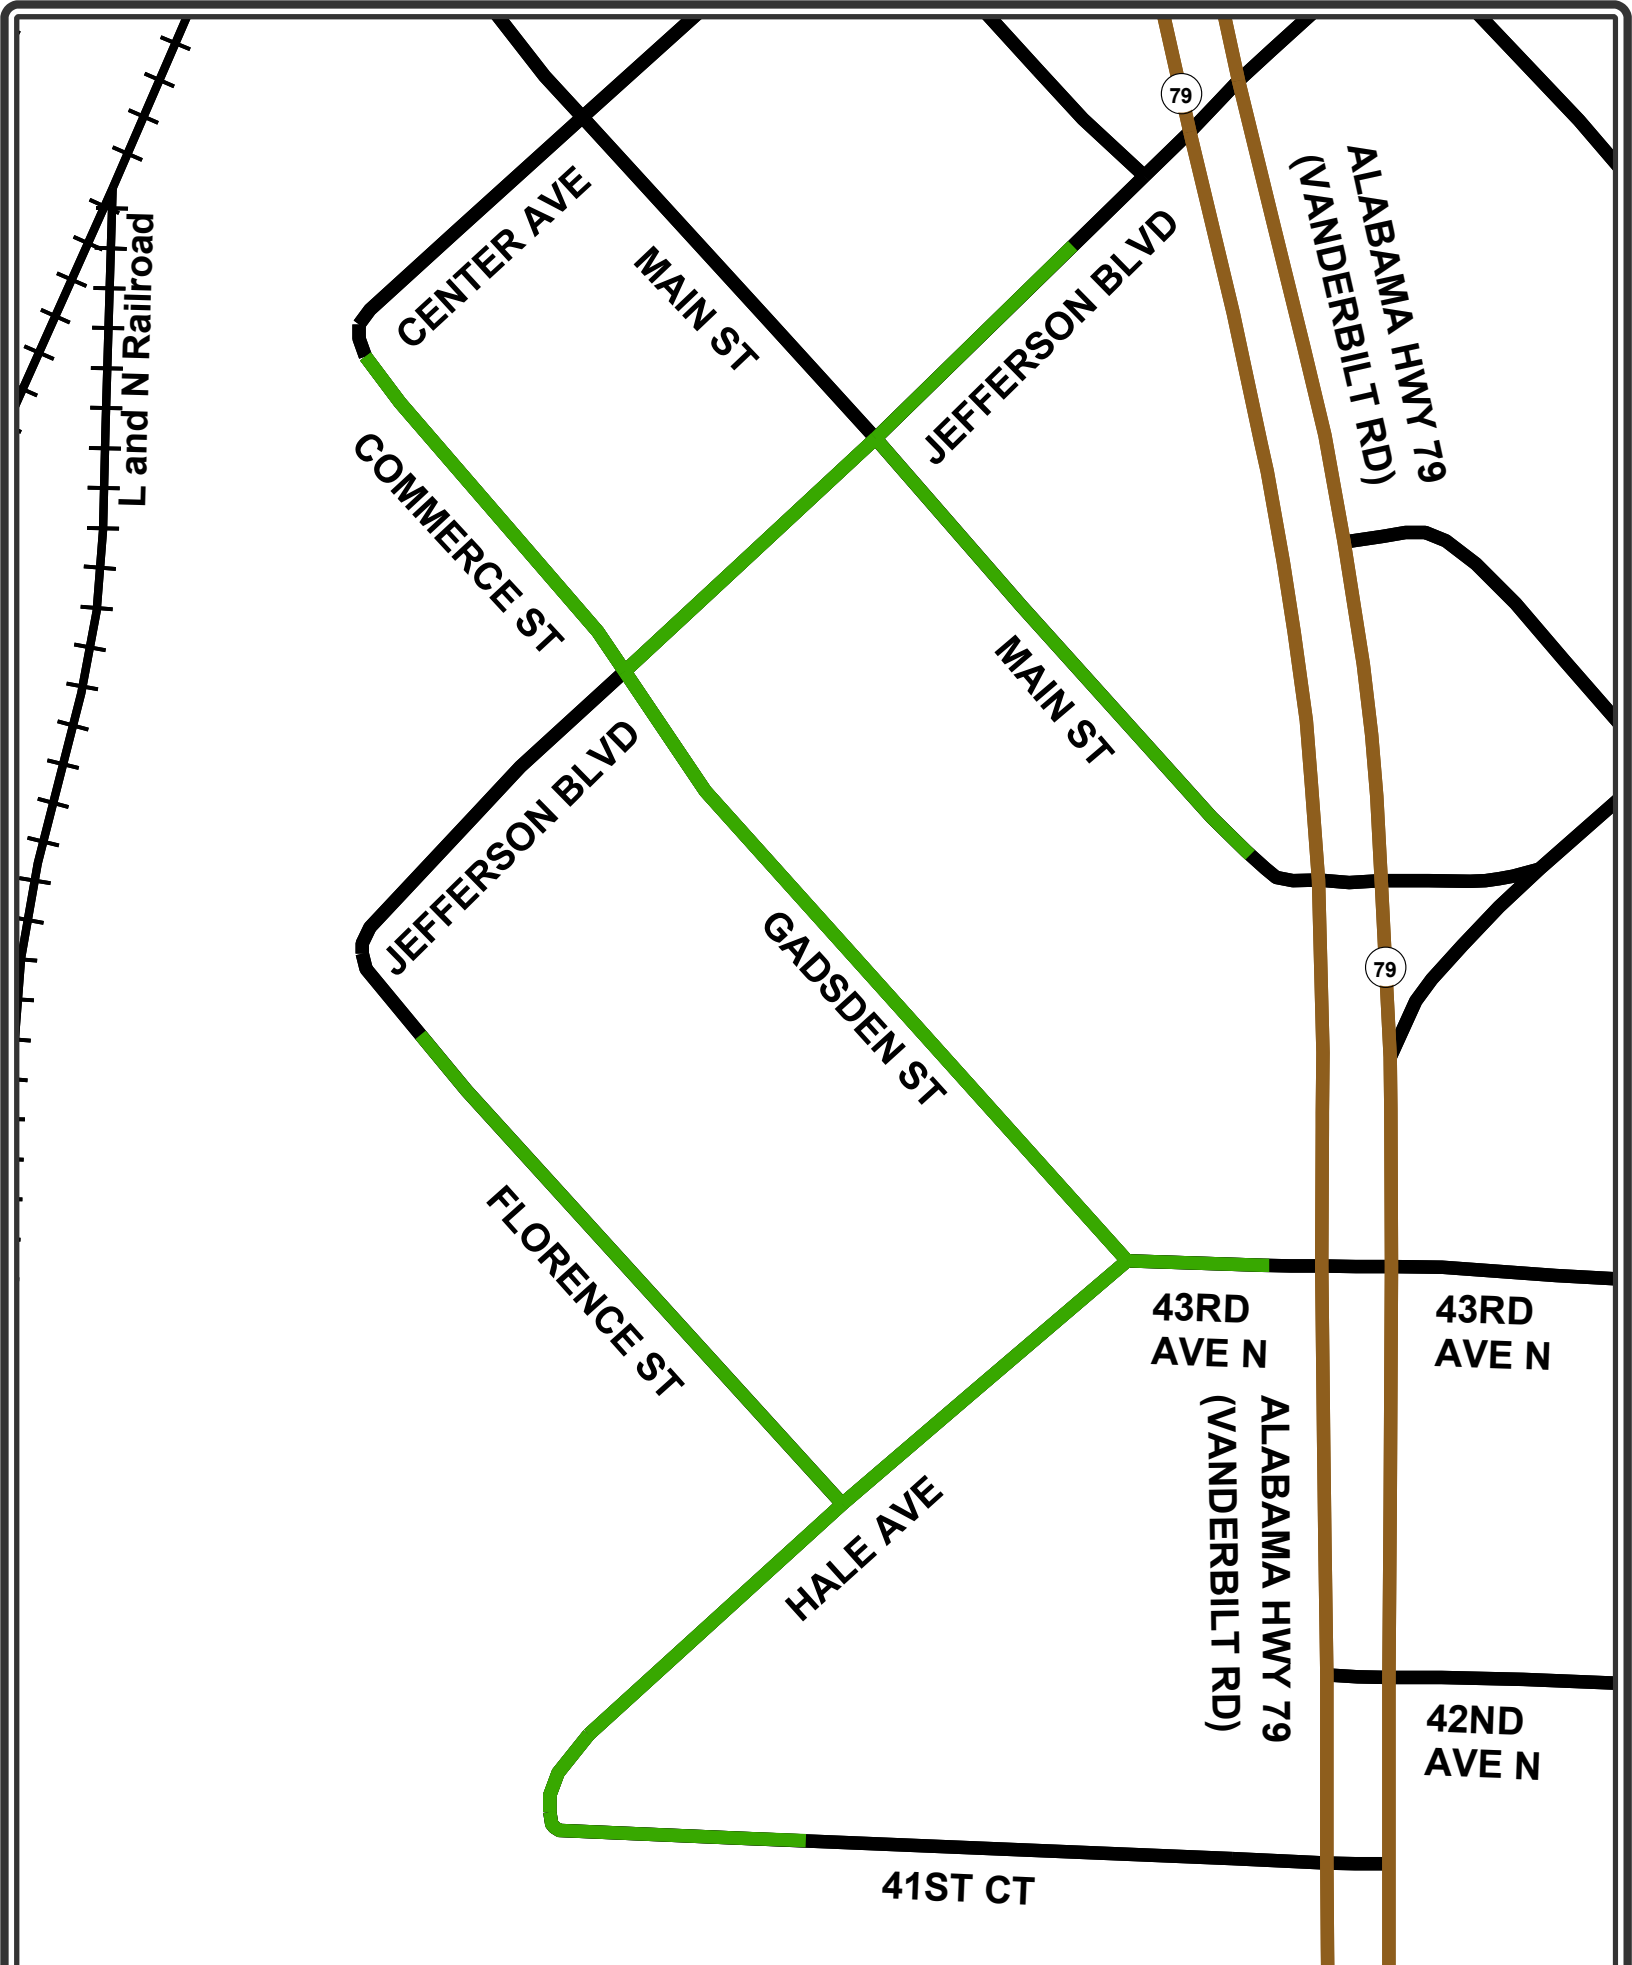 79
ALABAMA HWY 79
(VANDERBILT RD)
CENTER AVE
MAIN ST
JEFFERSON BLVD
L and N Railroad
COMMERCE ST
MAIN ST
JEFFERSON BLVD
GADSDEN ST
79
FLORENCE ST
43RD
AVE N
43RD
AVE N
ALABAMA HWY 79
(VANDERBILT RD)
HALE AVE
42ND
AVE N
41ST CT